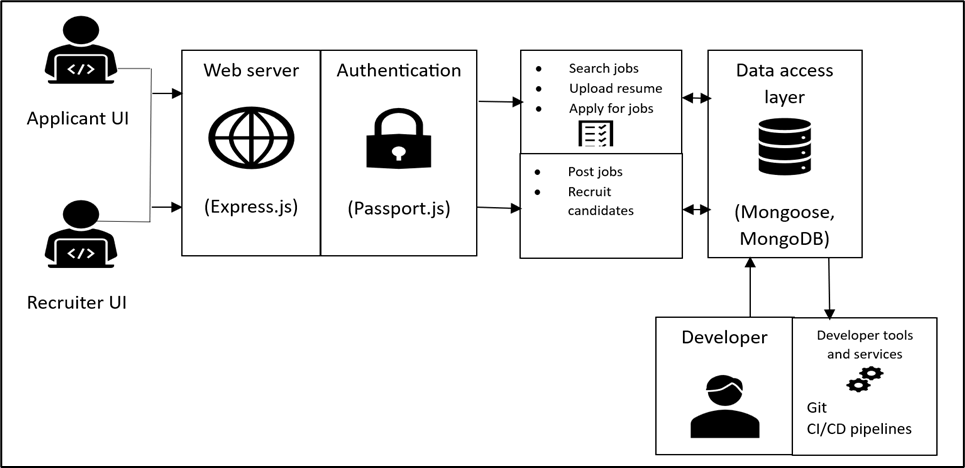 Applicant UI
Recruiter UI
Web server
(Express.js)
Authentication
(Passport.js)
• Search jobs
• Upload resume
• Apply for jobs
• Post jobs
• Recruit
candidates
Data access
layer
(Mongoose,
MongoDB)
Developer
Developer tools
and services
Git
CI/CD pipelines